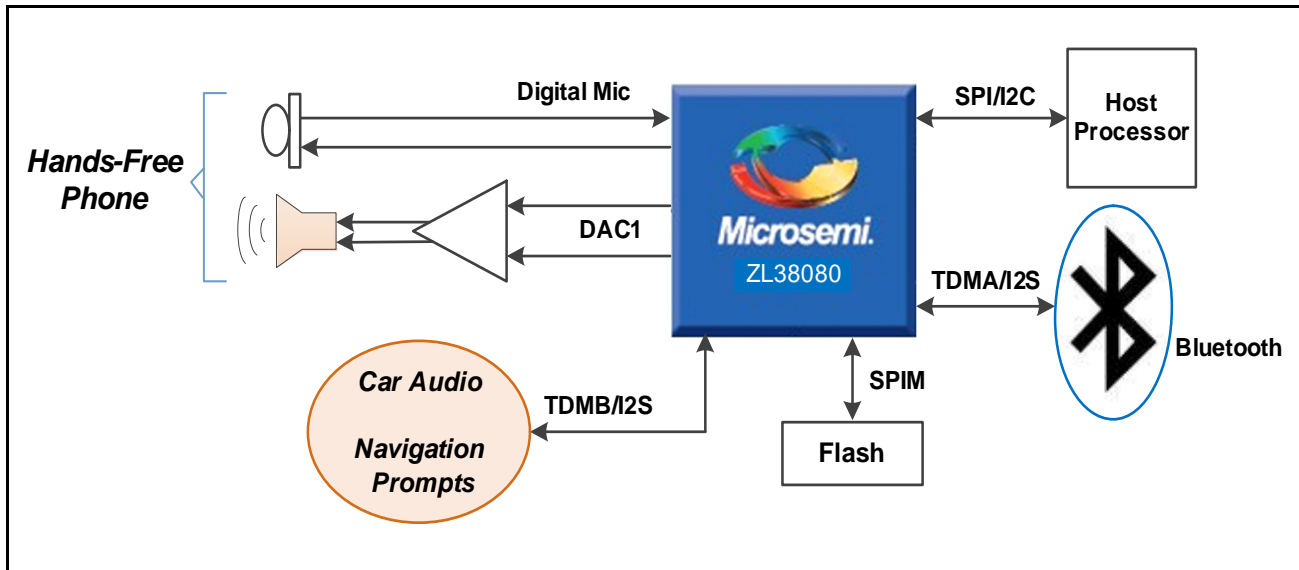 Hands-Free
Phone
Digital Mic
DAC1
Microsemi.
ZL38080
SPI/I2C
Host
Processor
TDMA/I2S
Bluetooth
SPIM
Flash
TDMB/I2S
Car Audio
Navigation
Prompts